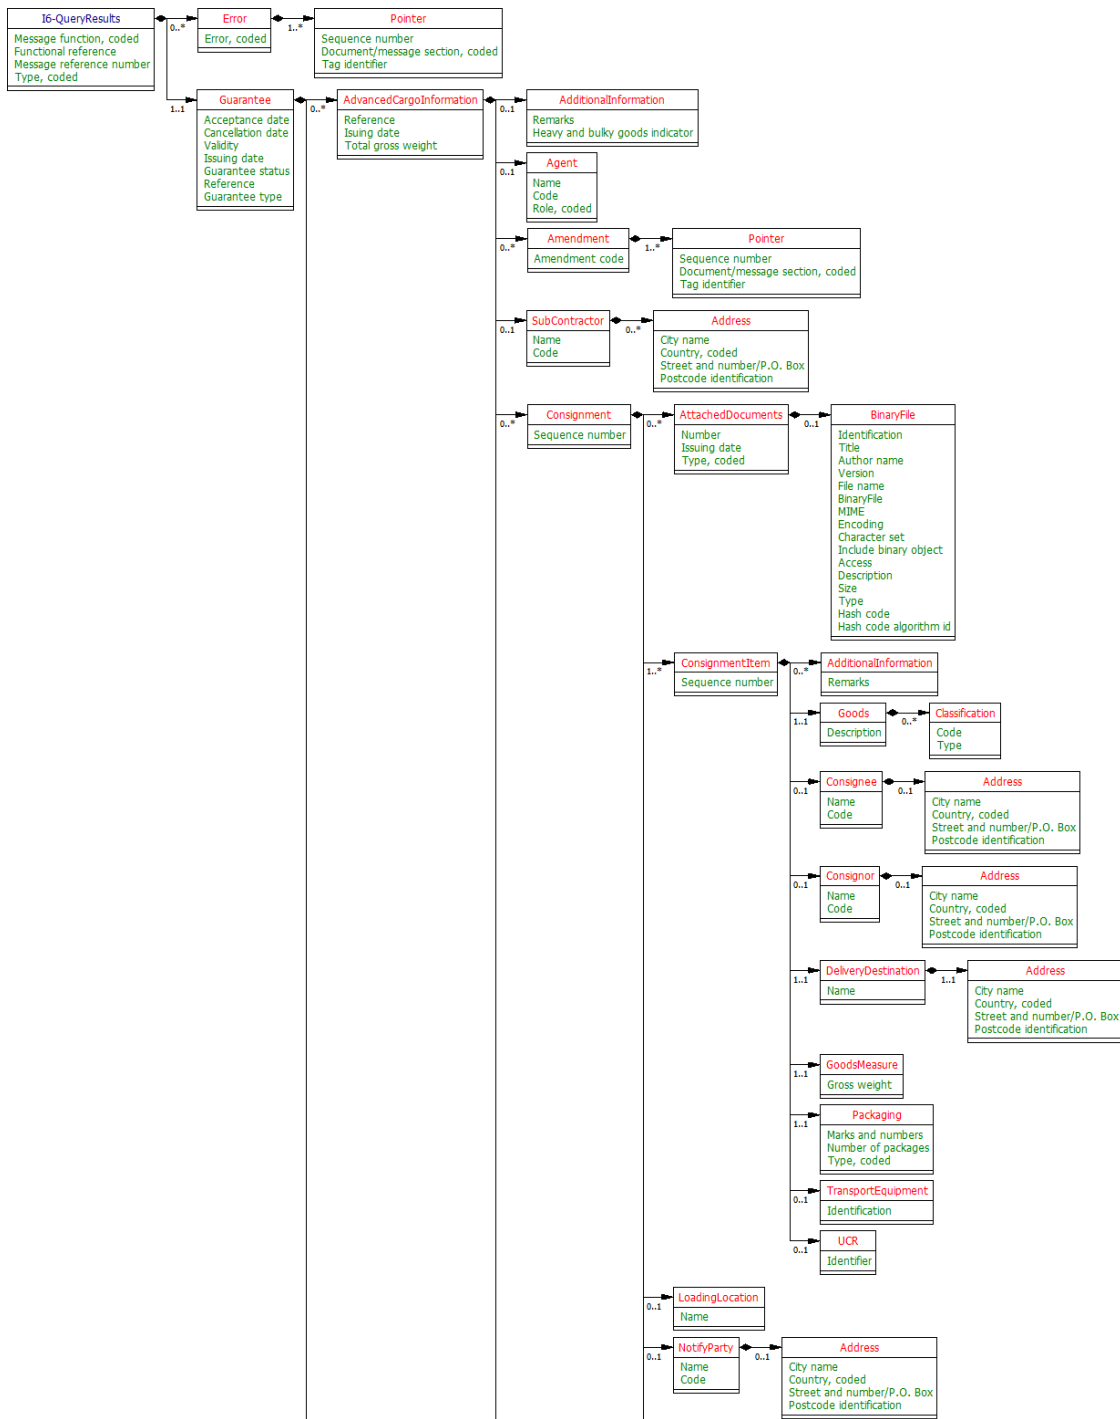 I6-QueryResults
Message function, coded
Functional reference
Message reference number
Type, coded
0..*
Error
Error, coded
1..*
Pointer
Sequence number
Document/message section, coded
Tag identifier
1..1
Guarantee
Acceptance date
Cancellation date
Validity
Issuing date
Guarantee status
Reference
Guarantee type
0..*
AdvancedCargoInformation
Reference
Isuing date
Total gross weight
0..1
AdditionalInformation
Remarks
Heavy and bulky goods indicator
0..1
Agent
Name
Code
Role, coded
0..*
Amendment
Amendment code
1..*
Pointer
Sequence number
Document/message section, coded
Tag identifier
0..1
SubContractor
Name
Code
0..*
Address
City name
Country, coded
Street and number/P.O. Box
Postcode identification
0..*
Consignment
Sequence number
0..*
AttachedDocuments
Number
Issuing date
Type, coded
0..1
BinaryFile
Identification
Title
Author name
Version
File name
BinaryFile
MIME
Encoding
Character set
Include binary object
Access
Description
Size
Type
Hash code
Hash code algorithm id
1..*
ConsignmentItem
Sequence number
0..*
AdditionalInformation
Remarks
1..1
Goods
Description
0..*
Classification
Code
Type
0..1
Consignee
Name
Code
0..1
Address
City name
Country, coded
Street and number/P.O. Box
Postcode identification
0..1
Consignor
Name
Code
0..1
Address
City name
Country, coded
Street and number/P.O. Box
Postcode identification
1..1
DeliveryDestination
Name
1..1
Address
City name
Country, coded
Street and number/P.O. Box
Postcode identification
1..1
GoodsMeasure
Gross weight
1..1
Packaging
Marks and numbers
Number of packages
Type, coded
0..1
TransportEquipment
Identification
0..1
UCR
Identifier
0..1
LoadingLocation
Name
0..1
NotifyParty
Name
Code
0..1
Address
City name
Country, coded
Street and number/P.O. Box
Postcode identification